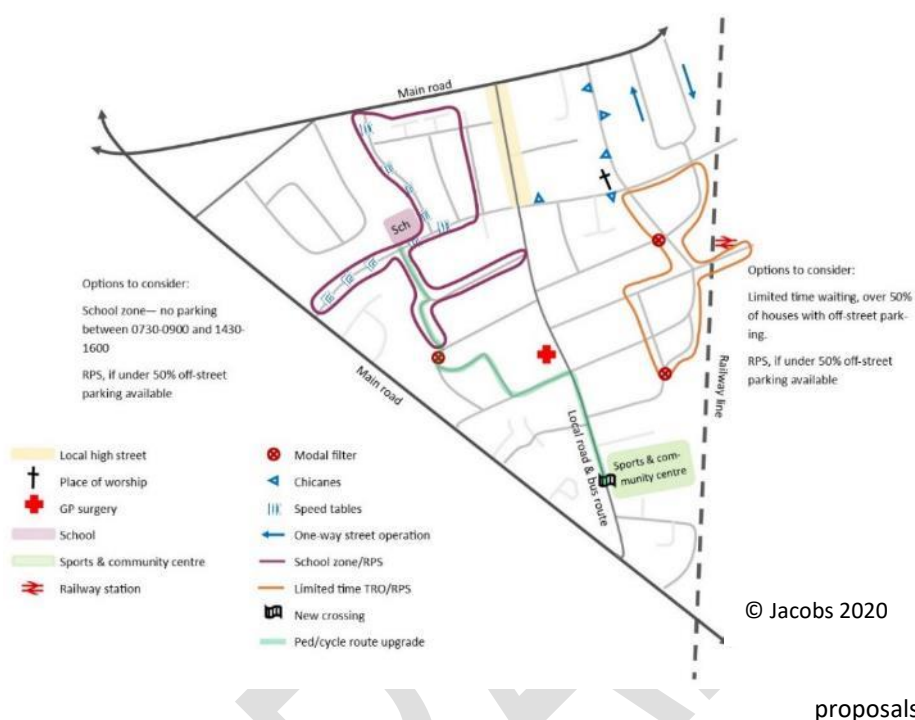 Main road
Sch
Options to consider:
School zone— no parking
between 0730-0900 and 1430-
1600
RPS, if under 50% off-street
parking available
Options to consider:
Limited time waiting, over 50%
of houses with off-street park-
ing.
RPS, if under 50% off-street
parking available
Main road
Railway line
Local road & bus route
Sports & com-
munity centre
Local high street
Place of worship
GP surgery
School
Sports & community centre
Railway station
Modal filter
Chicanes
Speed tables
One-way street operation
School zone/RPS
Limited time TRO/RPS
New crossing
Ped/cycle route upgrade
© Jacobs 2020
proposals